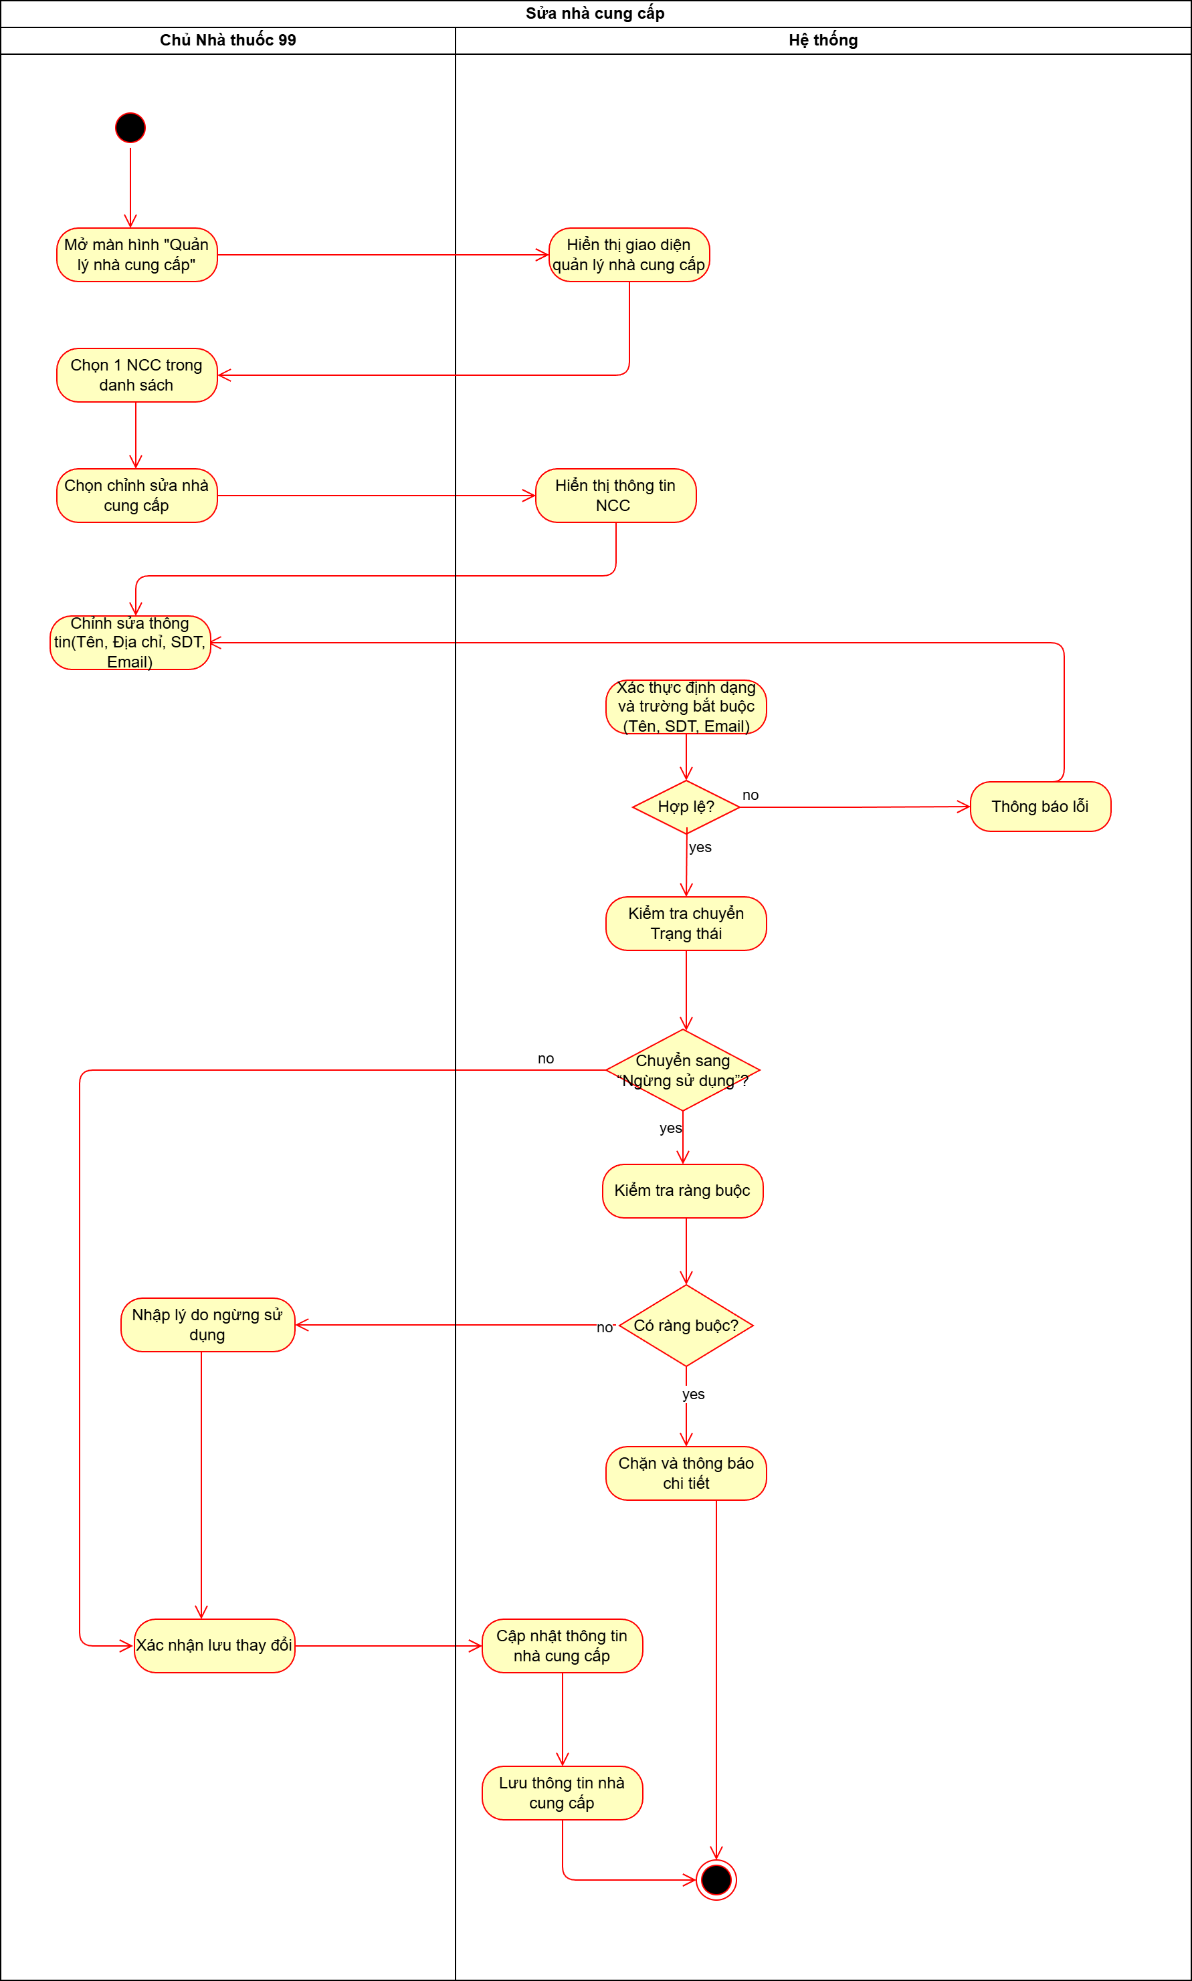 Sửa nhà cung cấp
Chủ Nhà thuốc 99
Hệ thống
Mở màn hình "Quản
lý nhà cung cấp"
Hiển thị giao diện
quản lý nhà cung cấp
Chọn 1 NCC trong
danh sách
Chọn chỉnh sửa nhà
cung cấp
Hiển thị thông tin
NCC
Chỉnh sửa thông
tin(Tên, Địa chỉ, SDT,
Email)
Xác thực định dạng
và trường bắt buộc
(Tên, SDT, Email)
Hợp lệ?
no
Thông báo lỗi
yes
Kiểm tra chuyển
Trạng thái
no
Chuyển sang
“Ngừng sử dụng”?
yes
Kiểm tra ràng buộc
Nhập lý do ngừng sử
dụng
no
Có ràng buộc?
yes
Chặn và thông báo
chi tiết
Xác nhận lưu thay đổi
Cập nhật thông tin
nhà cung cấp
Lưu thông tin nhà
cung cấp